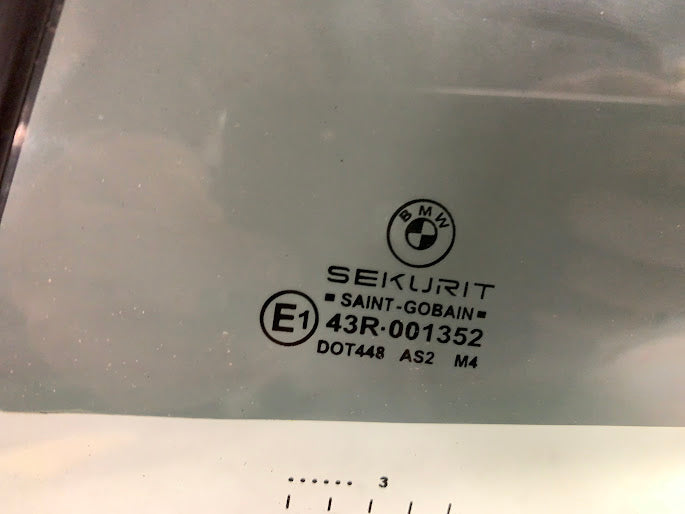 BMW
SEKURIT
SAINT-GOBAIN
E1 43R-001352
DOT448 AS2 M4
...... 3